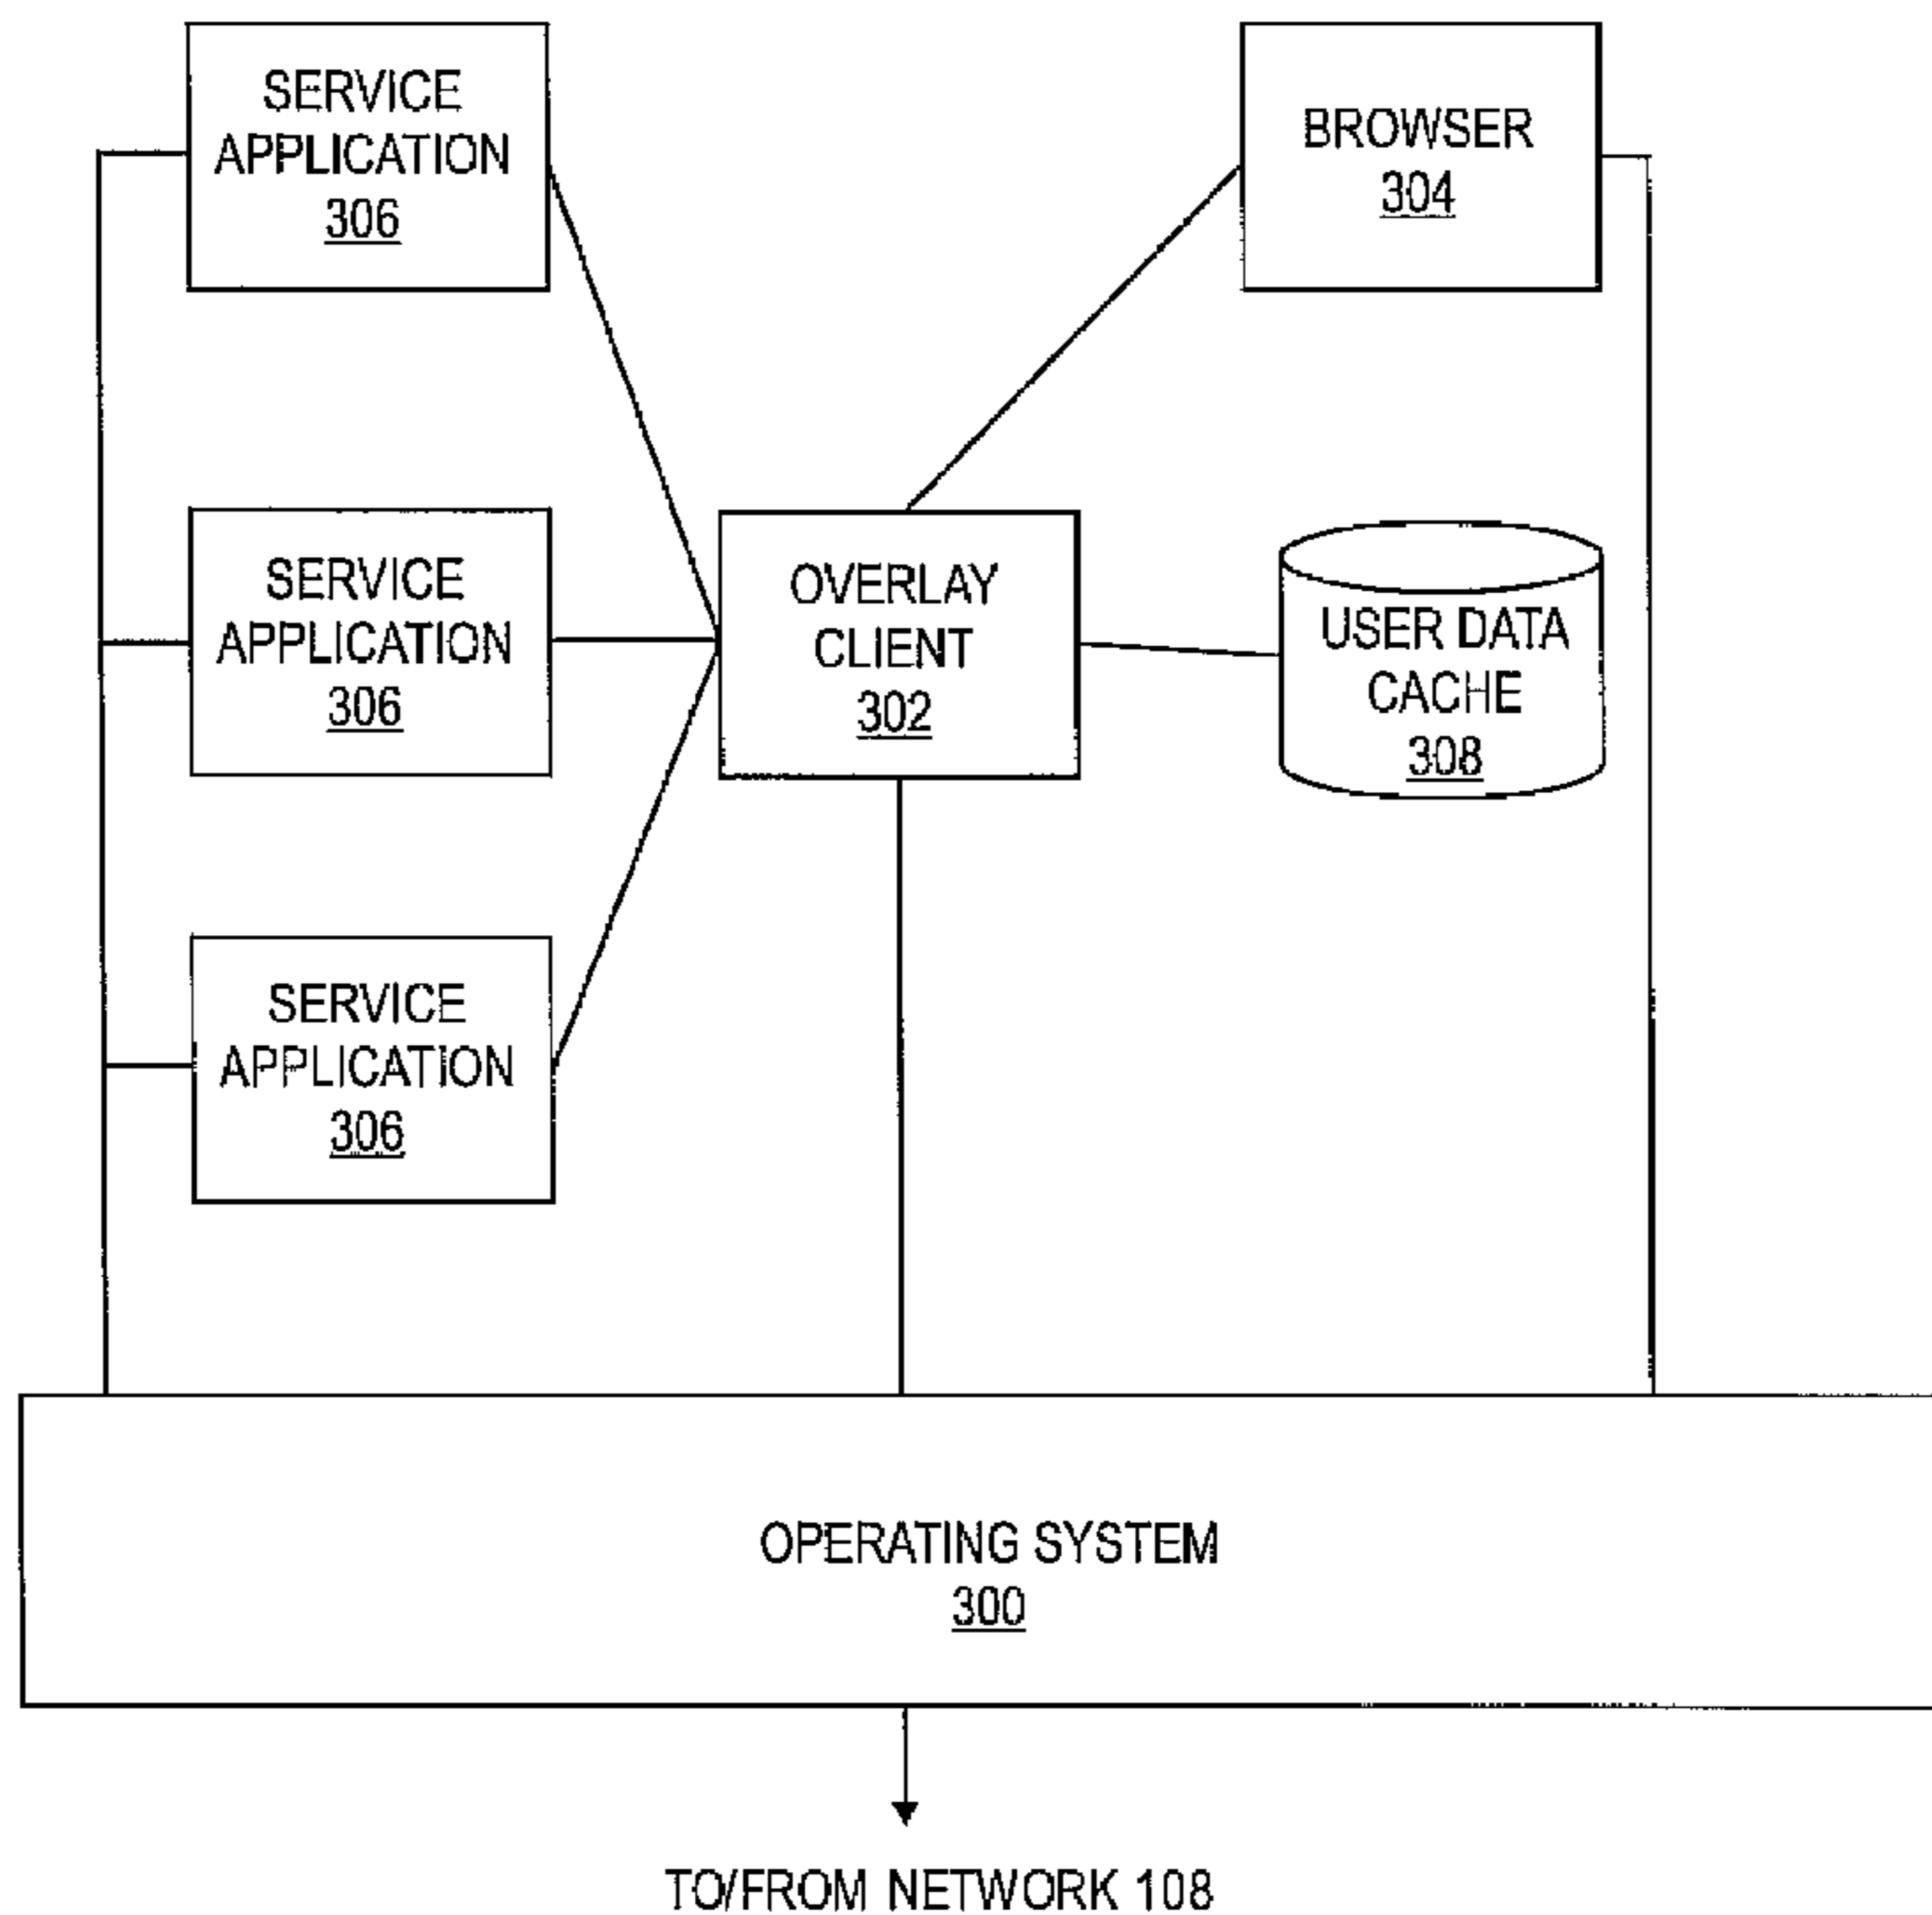 SERVICE
APPLICATION
306
BROWSER
304
SERVICE
APPLICATION
306
OVERLAY
CLIENT
302
USER DATA
CACHE
308
SERVICE
APPLICATION
306
OPERATING SYSTEM
300
TO/FROM NETWORK 108